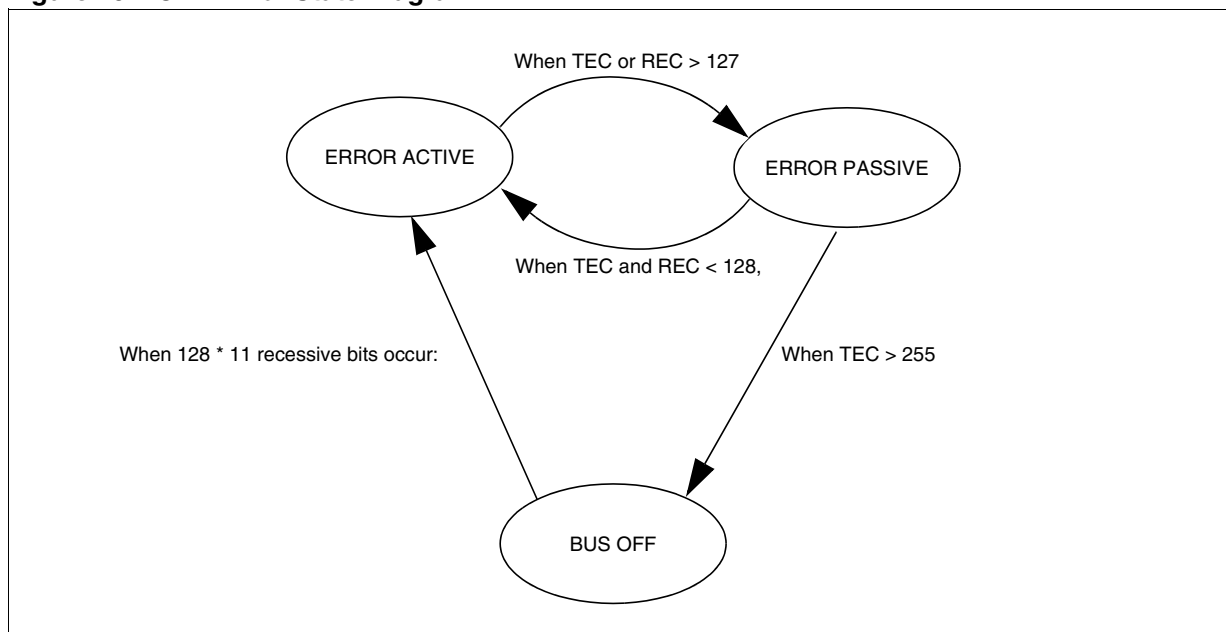 When TEC or REC > 127
ERROR ACTIVE
ERROR PASSIVE
When TEC and REC < 128,
When 128 * 11 recessive bits occur:
When TEC > 255
BUS OFF